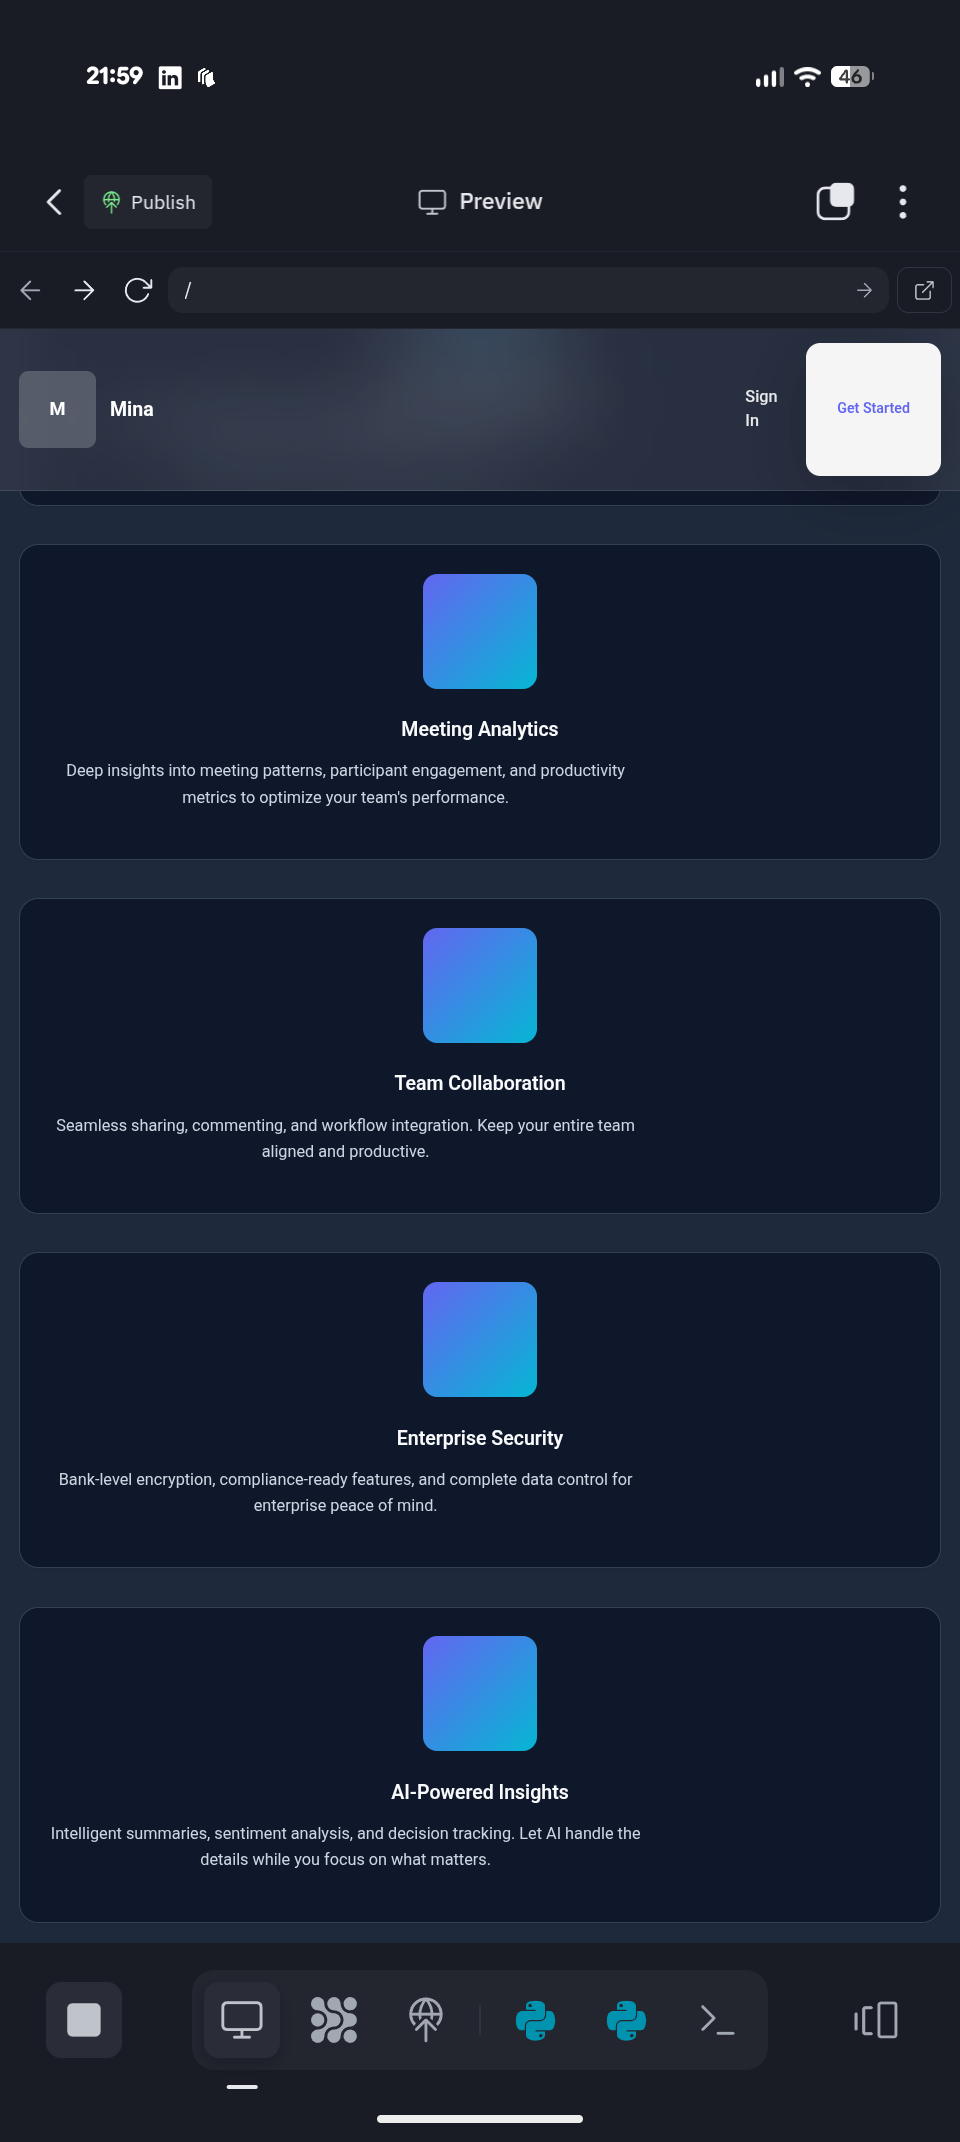 21:59
46
Publish
Preview
/
M
Mina
Sign
In
Get Started
Meeting Analytics
Deep insights into meeting patterns, participant engagement, and productivity
metrics to optimize your team's performance.
Team Collaboration
Seamless sharing, commenting, and workflow integration. Keep your entire team
aligned and productive.
Enterprise Security
Bank-level encryption, compliance-ready features, and complete data control for
enterprise peace of mind.
AI-Powered Insights
Intelligent summaries, sentiment analysis, and decision tracking. Let AI handle the
details while you focus on what matters.